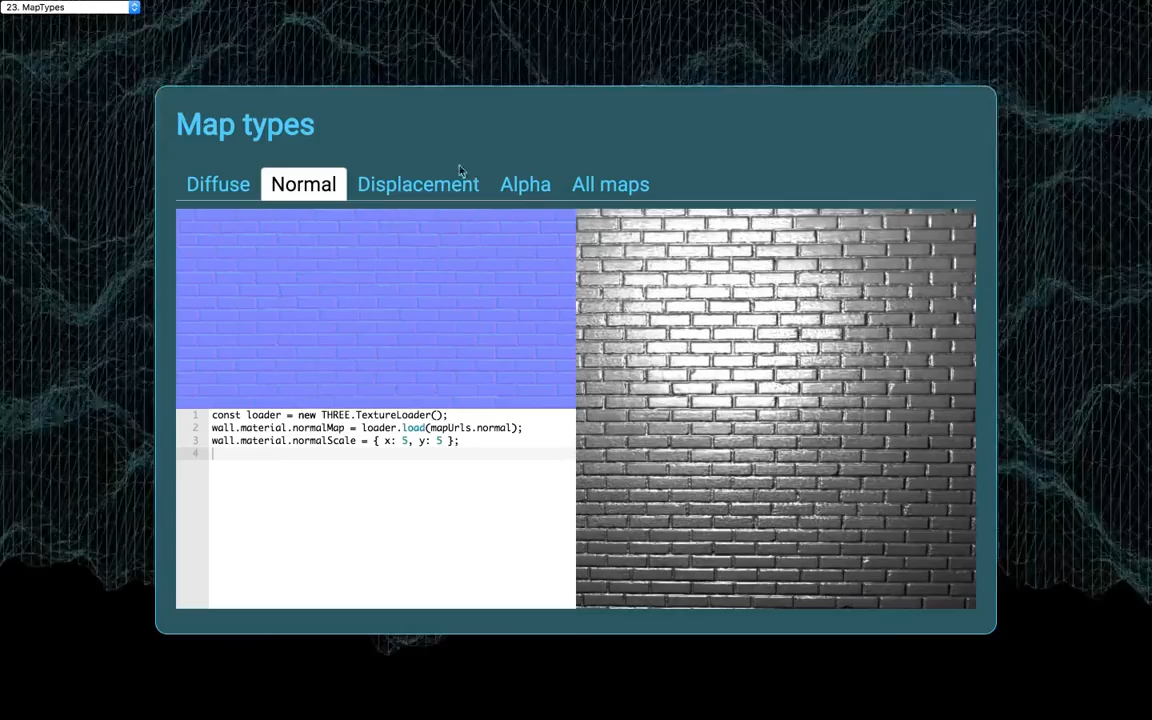 23. MapTypes
Map types
Diffuse Normal Displacement Alpha All maps
1 const loader = new THREE.TextureLoader();
2 wall.material.normalMap = loader.load(mapUrls.normal);
3 wall.material.normalScale = { x: 5, y: 5 };
4